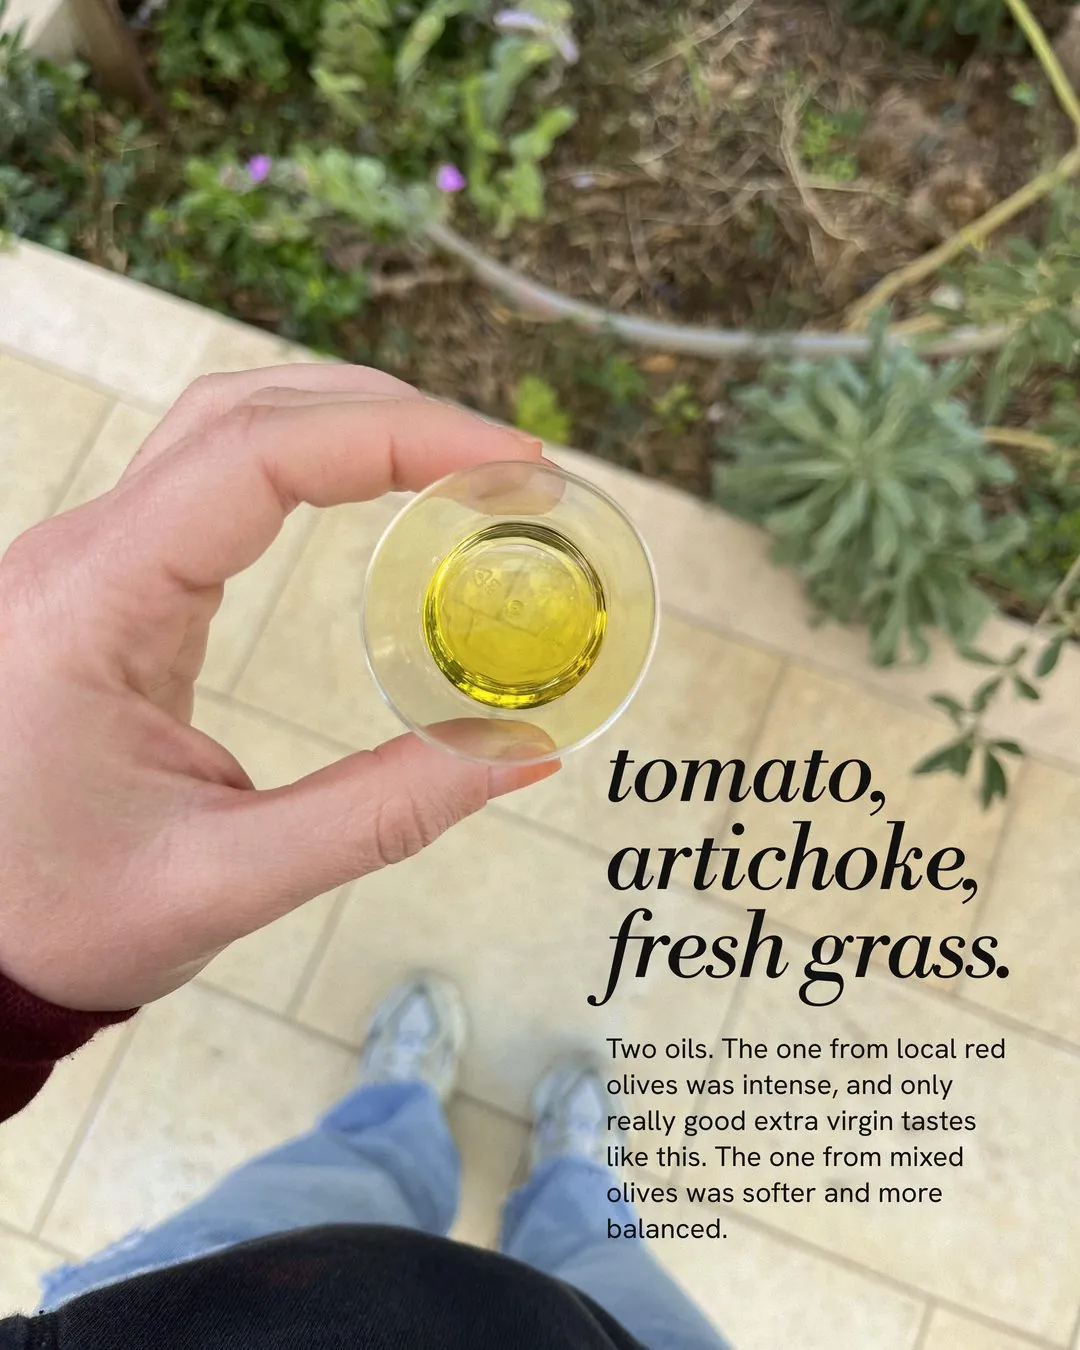 tomato,
artichoke,
fresh grass.
Two oils. The one from local red
olives was intense, and only
really good extra virgin tastes
like this. The one from mixed
olives was softer and more
balanced.